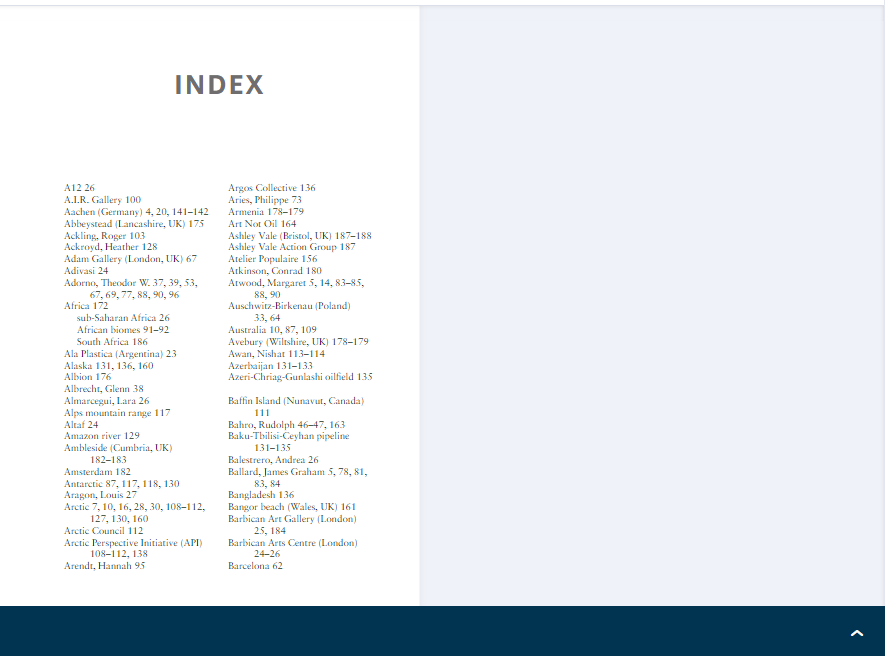 INDEX
A12 26
A.I.R. Gallery 100
Aachen (Germany) 4, 20, 141–142
Abbeystead (Lancashire, UK) 175
Ackling, Roger 103
Ackroyd, Heather 128
Adam Gallery (London, UK) 67
Adivasi 24
Adorno, Theodor W. 37, 39, 53,
67, 69, 77, 88, 90, 96
Africa 172
sub-Saharan Africa 26
African biomes 91–92
South Africa 186
Ala Plastica (Argentina) 23
Alaska 131, 136, 160
Albion 176
Albrecht, Glenn 38
Almarcegui, Lara 26
Alps mountain range 117
Altaf 24
Amazon river 129
Ambleside (Cumbria, UK)
182–183
Amsterdam 182
Antarctic 87, 117, 118, 130
Aragon, Louis 27
Arctic 7, 10, 16, 28, 30, 108–112,
127, 130, 160
Arctic Council 112
Arctic Perspective Initiative (API)
108–112, 138
Arendt, Hannah 95
Argos Collective 136
Aries, Philippe 73
Armenia 178–179
Art Not Oil 164
Ashley Vale (Bristol, UK) 187–188
Ashley Vale Action Group 187
Atelier Populaire 156
Atkinson, Conrad 180
Atwood, Margaret 5, 14, 83–85,
88, 90
Auschwitz-Birkenau (Poland)
33, 64
Australia 10, 87, 109
Avebury (Wiltshire, UK) 178–179
Awan, Nishat 113–114
Azerbaijan 131–133
Azeri-Chriag-Gunlashi oilfield 135
Baffin Island (Nunavut, Canada)
111
Bahro, Rudolph 46–47, 163
Baku-Tbilisi-Ceyhan pipeline
131–135
Balestrero, Andrea 26
Ballard, James Graham 5, 78, 81,
83, 84
Bangladesh 136
Bangor beach (Wales, UK) 161
Barbican Art Gallery (London)
25, 184
Barbican Arts Centre (London)
24–26
Barcelona 62